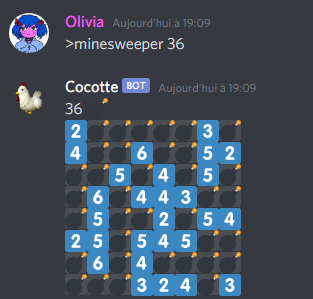 Olivia Aujourd'hui à 19:09
>minesweeper 36
Cocotte BOT Aujourd'hui à 19:09
36
2 3
4 6 5 2
5 4 5
6 4 4 3
5 2 5 4
2 5 5 4 5
6 4
3 2 4 3